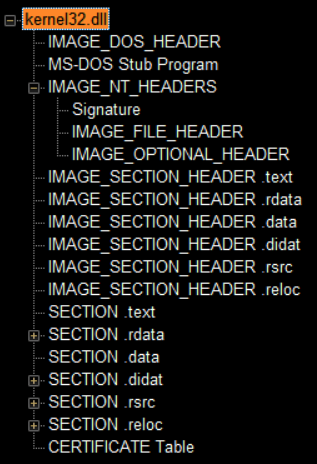 kernel32.dll
IMAGE_DOS_HEADER
MS-DOS Stub Program
IMAGE_NT_HEADERS
Signature
IMAGE_FILE_HEADER
IMAGE_OPTIONAL_HEADER
IMAGE_SECTION_HEADER .text
IMAGE_SECTION_HEADER .rdata
IMAGE_SECTION_HEADER .data
IMAGE_SECTION_HEADER .didat
IMAGE_SECTION_HEADER .rsrc
IMAGE_SECTION_HEADER .reloc
SECTION .text
SECTION .rdata
SECTION .data
SECTION .didat
SECTION .rsrc
SECTION .reloc
CERTIFICATE Table